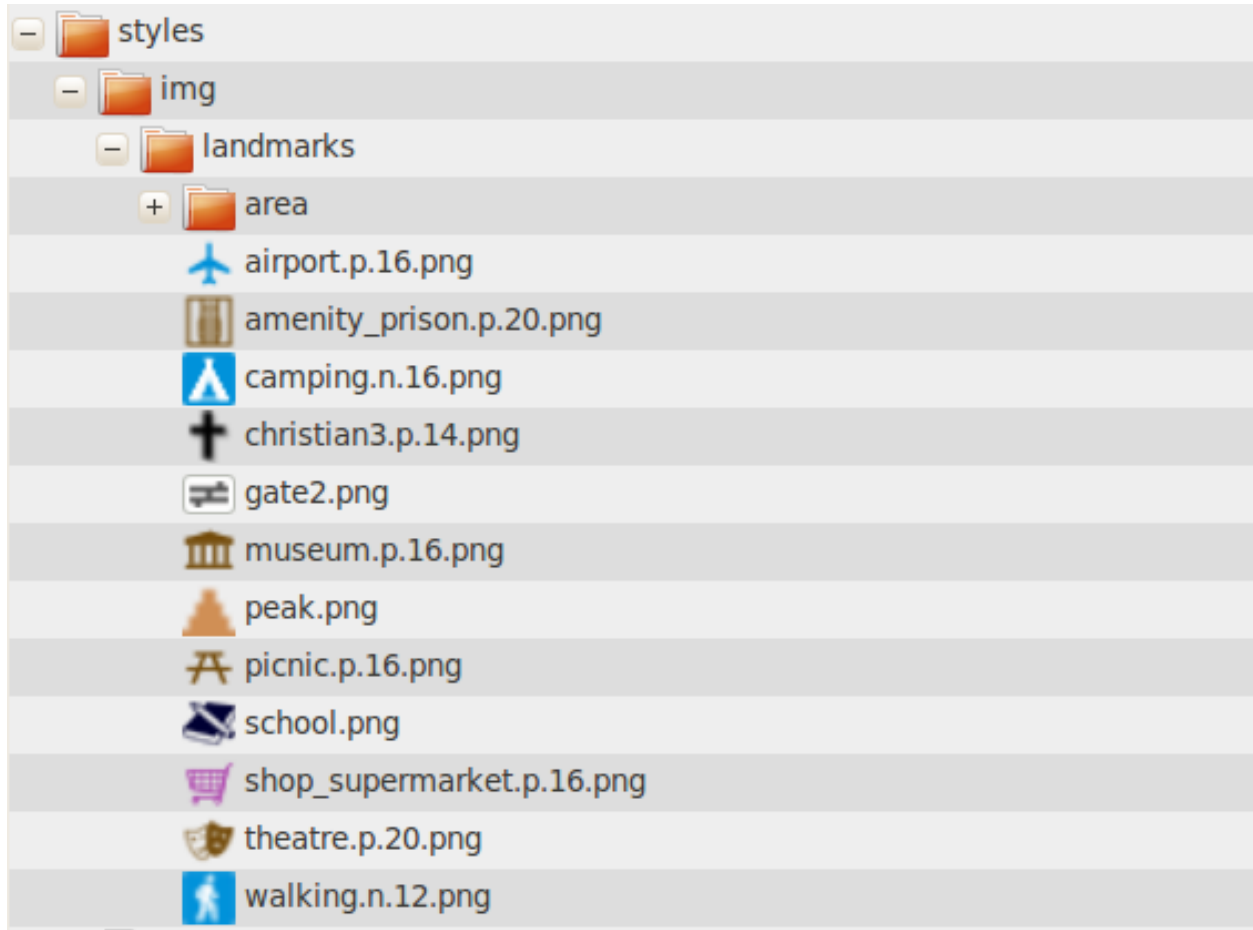 styles
img
landmarks
area
airport.p.16.png
amenity_prison.p.20.png
camping.n.16.png
christian3.p.14.png
gate2.png
museum.p.16.png
peak.png
picnic.p.16.png
school.png
shop_supermarket.p.16.png
theatre.p.20.png
walking.n.12.png